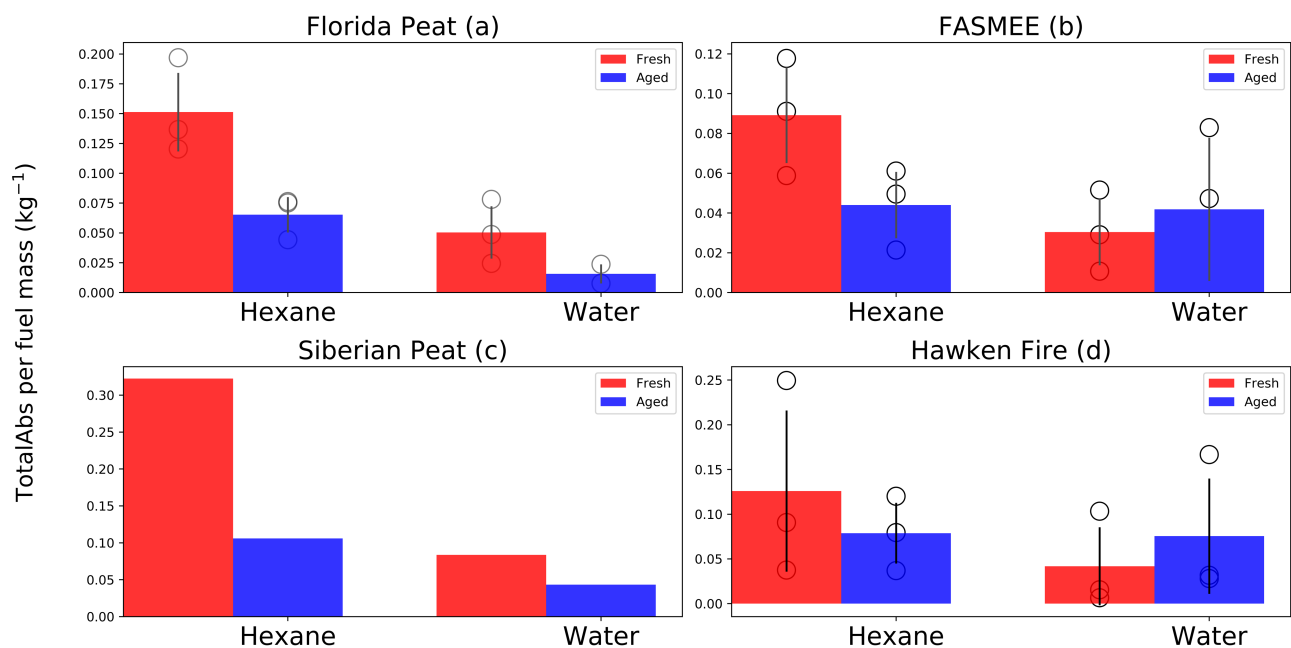 TotalAbs per fuel mass (kg⁻¹)
Florida Peat (a)
0.200
0.175
0.150
0.125
0.100
0.075
0.050
0.025
0.000
Fresh
Aged
Hexane Water
FASMEE (b)
0.12
0.10
0.08
0.06
0.04
0.02
0.00
Fresh
Aged
Hexane Water
Siberian Peat (c)
0.30
0.25
0.20
0.15
0.10
0.05
0.00
Fresh
Aged
Hexane Water
Hawken Fire (d)
0.25
0.20
0.15
0.10
0.05
0.00
Fresh
Aged
Hexane Water